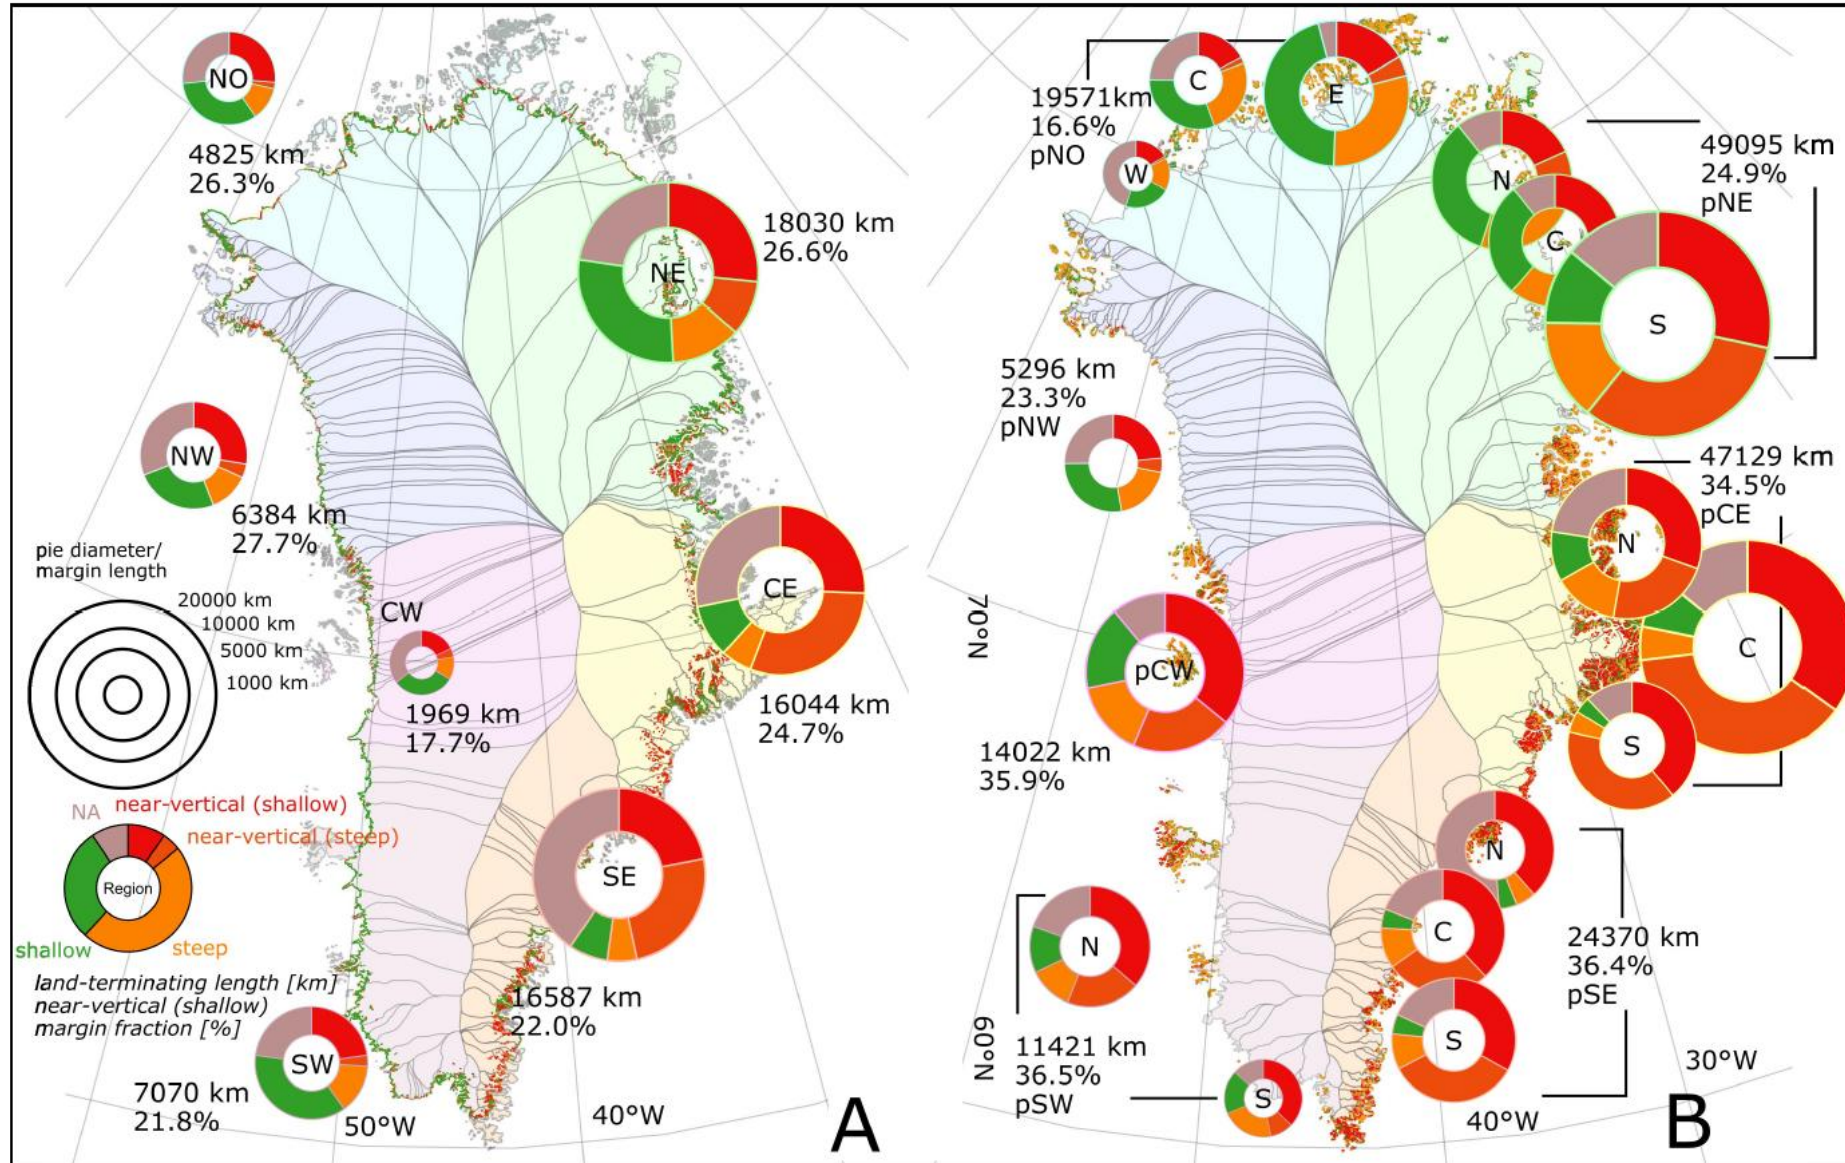 NO
4825 km
26.3%
NE
18030 km
26.6%
NW
6384 km
27.7%
pie diameter/
margin length
20000 km
10000 km
5000 km
1000 km
CW
1969 km
17.7%
CE
16044 km
24.7%
NA
near-vertical (shallow)
near-vertical (steep)
Region
shallow
steep
land-terminating length [km]
near-vertical (shallow)
margin fraction [%]
SE
16587 km
22.0%
SW
7070 km
21.8%
50°W
40°W
A
C
E
19571km
16.6%
pNO
W
N
C
S
49095 km
24.9%
pNE
5296 km
23.3%
pNW
47129 km
34.5%
pCE
N
C
S
70°N
pCW
14022 km
35.9%
N
C
S
24370 km
36.4%
pSE
N
60°N
11421 km
36.5%
pSW
S
30°W
40°W
B